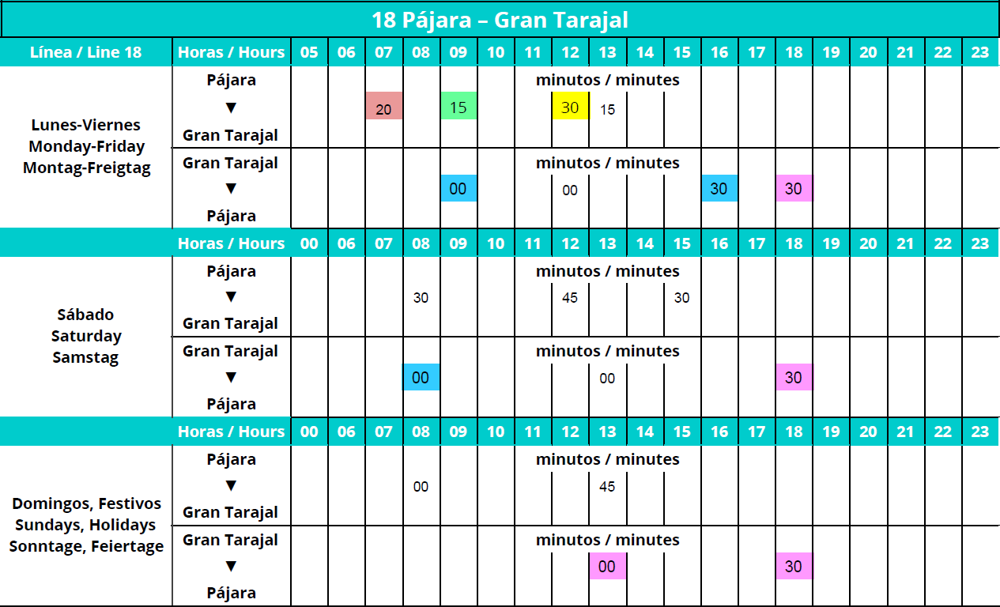 18 Pájara – Gran Tarajal
Línea / Line 18 Horas / Hours 05 06 07 08 09 10 11 12 13 14 15 16 17 18 19 20 21 22 23
Lunes-Viernes
Monday-Friday
Montag-Freigtag
Pájara
▼
Gran Tarajal
minutos / minutes
20 15 30 15
Gran Tarajal
▼
Pájara
minutos / minutes
00 00 30 30
Horas / Hours 00 06 07 08 09 10 11 12 13 14 15 16 17 18 19 20 21 22 23
Sábado
Saturday
Samstag
Pájara
▼
Gran Tarajal
minutos / minutes
30 45 30
Gran Tarajal
▼
Pájara
minutos / minutes
00 00 30
Horas / Hours 00 06 07 08 09 10 11 12 13 14 15 16 17 18 19 20 21 22 23
Domingos, Festivos
Sundays, Holidays
Sonntage, Feiertage
Pájara
▼
Gran Tarajal
minutos / minutes
00 45
Gran Tarajal
▼
Pájara
minutos / minutes
00 30